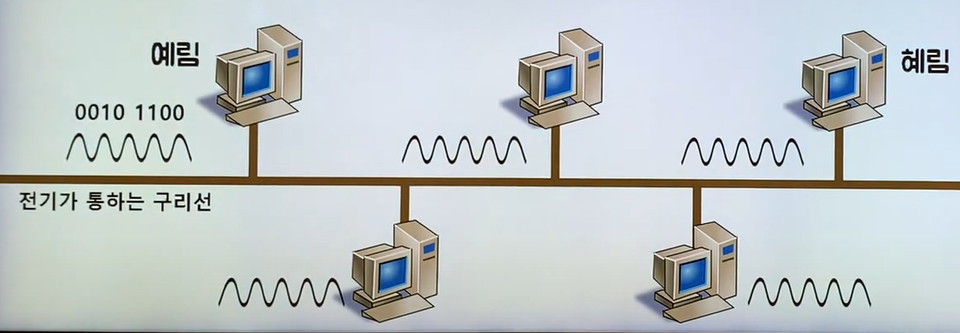 예림
혜림
0010 1100
전기가 통하는 구리선